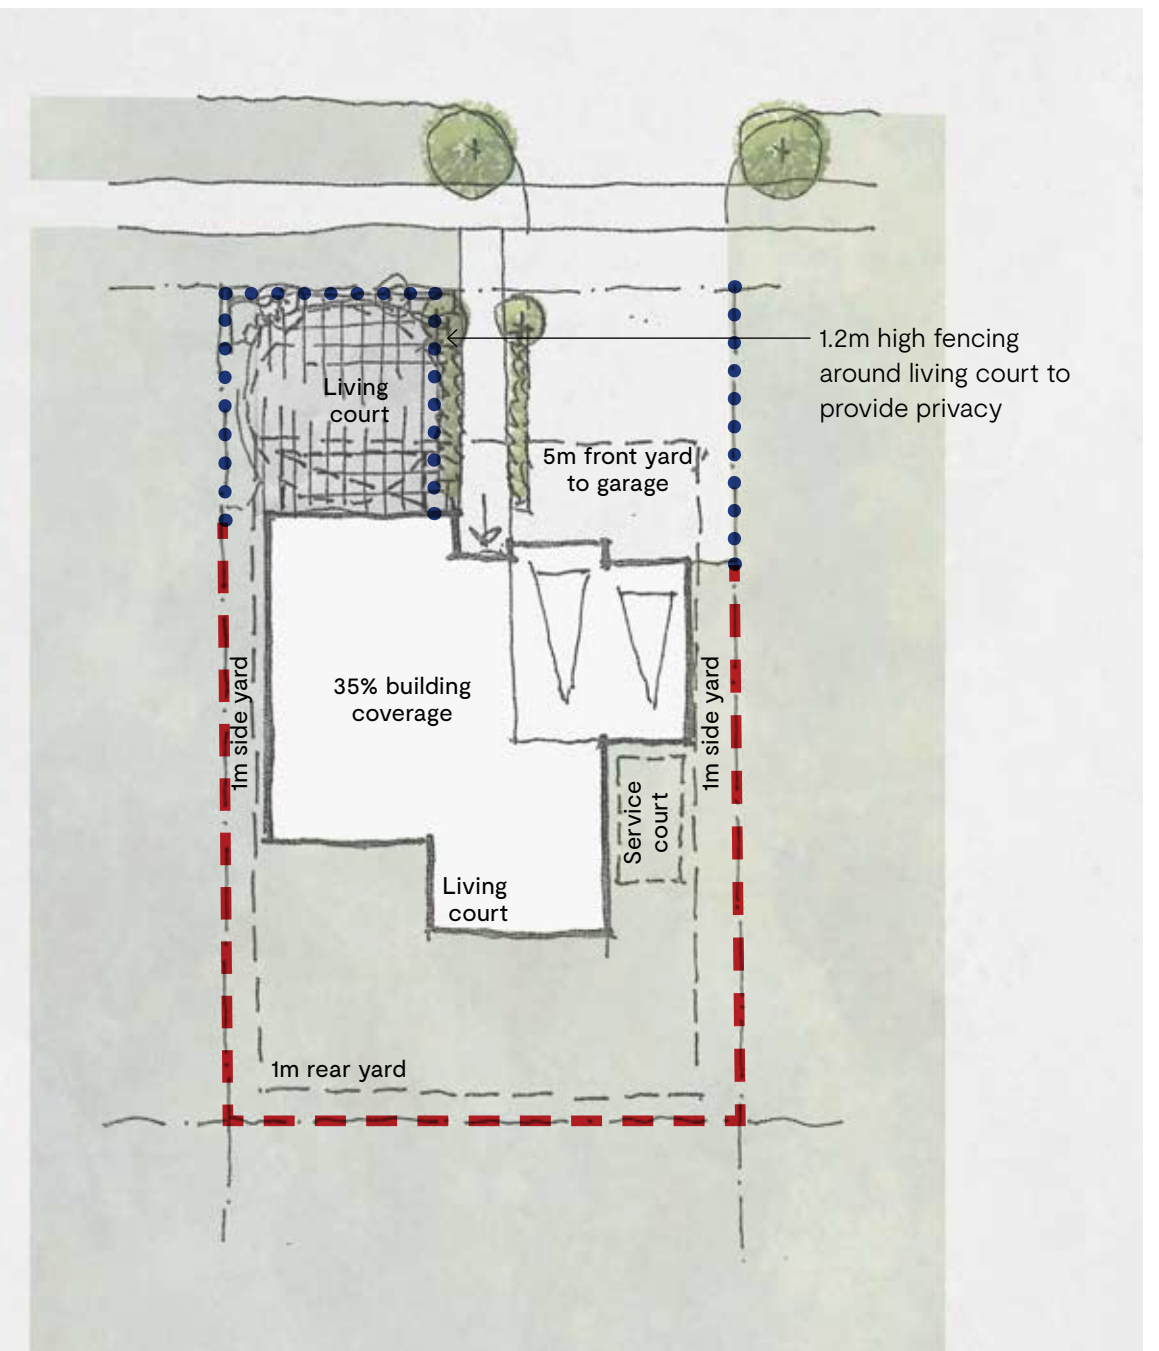 1.2m high fencing
around living court to
provide privacy
Living
court
5m front yard
to garage
1m side yard
35% building
coverage
1m side yard
Service
court
Living
court
1m rear yard